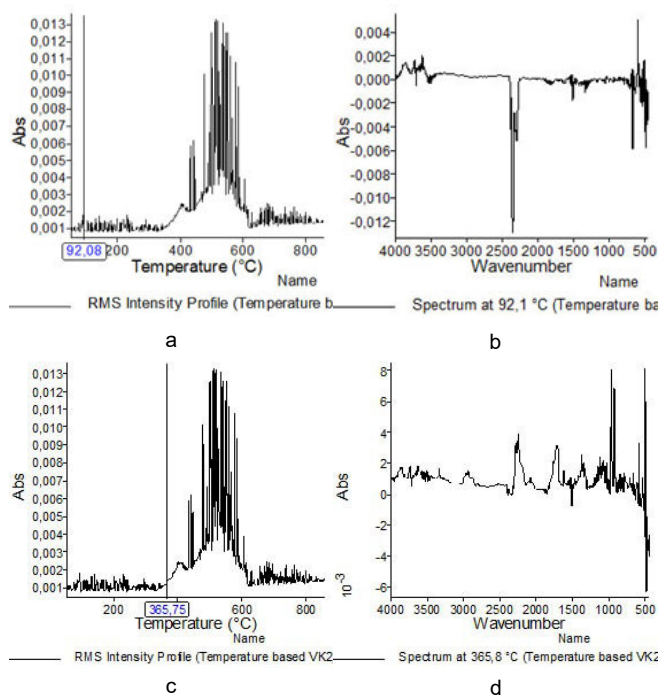 0,013
0,012
0,011
0,010
0,009
0,008
0,007
0,006
0,005
0,004
0,003
0,002
0,001
Abs
92,08
200 400 600 800
Temperature (°C)
Name
RMS Intensity Profile (Temperature b
a
0,004
0,002
0,000
-0,002
-0,004
-0,006
-0,008
-0,010
-0,012
Abs
4000 3500 3000 2500 2000 1500 1000 500
Wavenumber
Name
Spectrum at 92,1 °C (Temperature ba
b
0,013
0,012
0,011
0,010
0,009
0,008
0,007
0,006
0,005
0,004
0,003
0,002
0,001
Abs
200 600 800
365,75
Temperature (°C)
Name
RMS Intensity Profile (Temperature based VK2
c
8
6
4
2
0
-2
-4
-6
Abs
10 -3
4000 3500 3000 2500 2000 1500 1000 500
Wavenumber
Name
Spectrum at 365,8 °C (Temperature based VK2
d